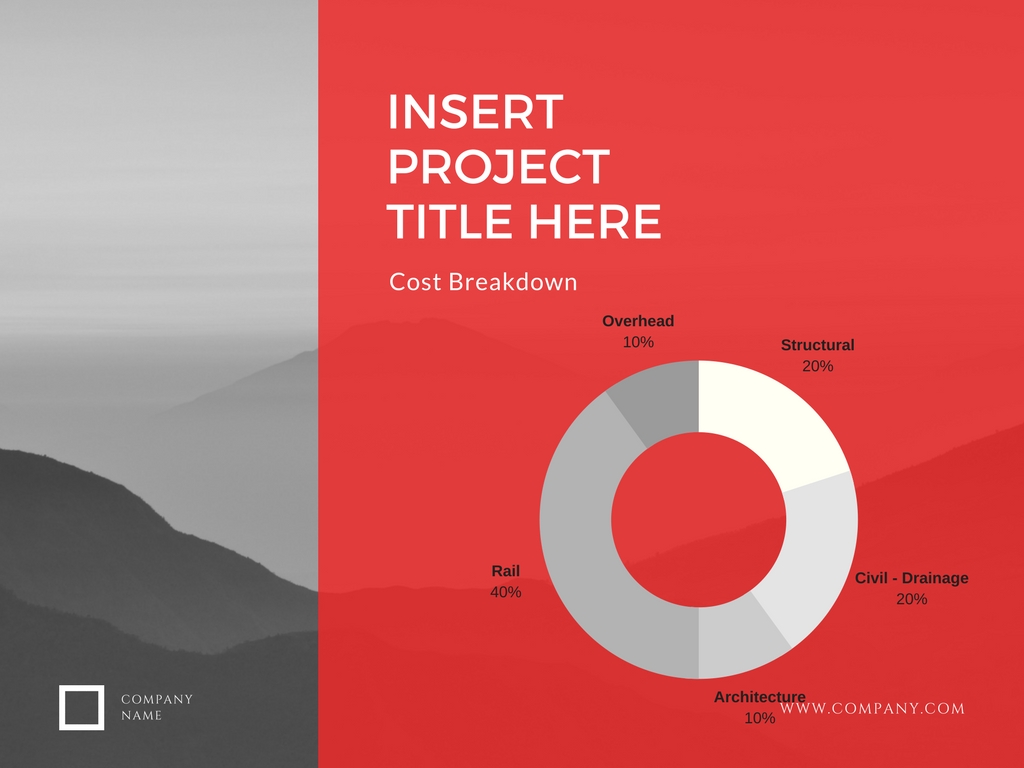 INSERT
PROJECT
TITLE HERE
Cost Breakdown
Overhead
10%
Structural
20%
Rail
40%
Civil - Drainage
20%
Architecture
10%
WWW.COMPANY.COM
COMPANY
NAME